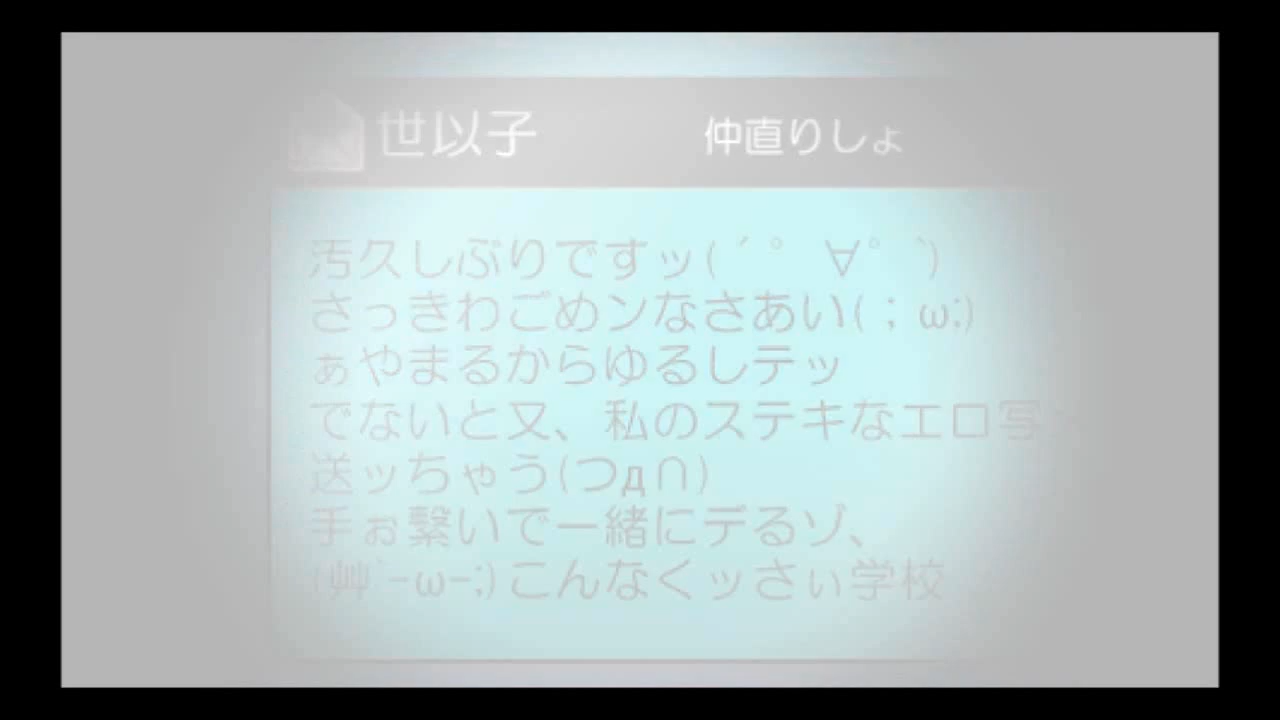 世以子 仲直りしょ
汚久しぶりですッ(´゜ ∀゜`)
さっきわごめンなさあい(；ω;)
ぁやまるからゆるしテッ
でないと又、私のステキなエロ写
送ッちゃう(つд∩)
手ぉ繋いで一緒にデるゾ、
(艸`-ω-;)こんなくッさぃ学校